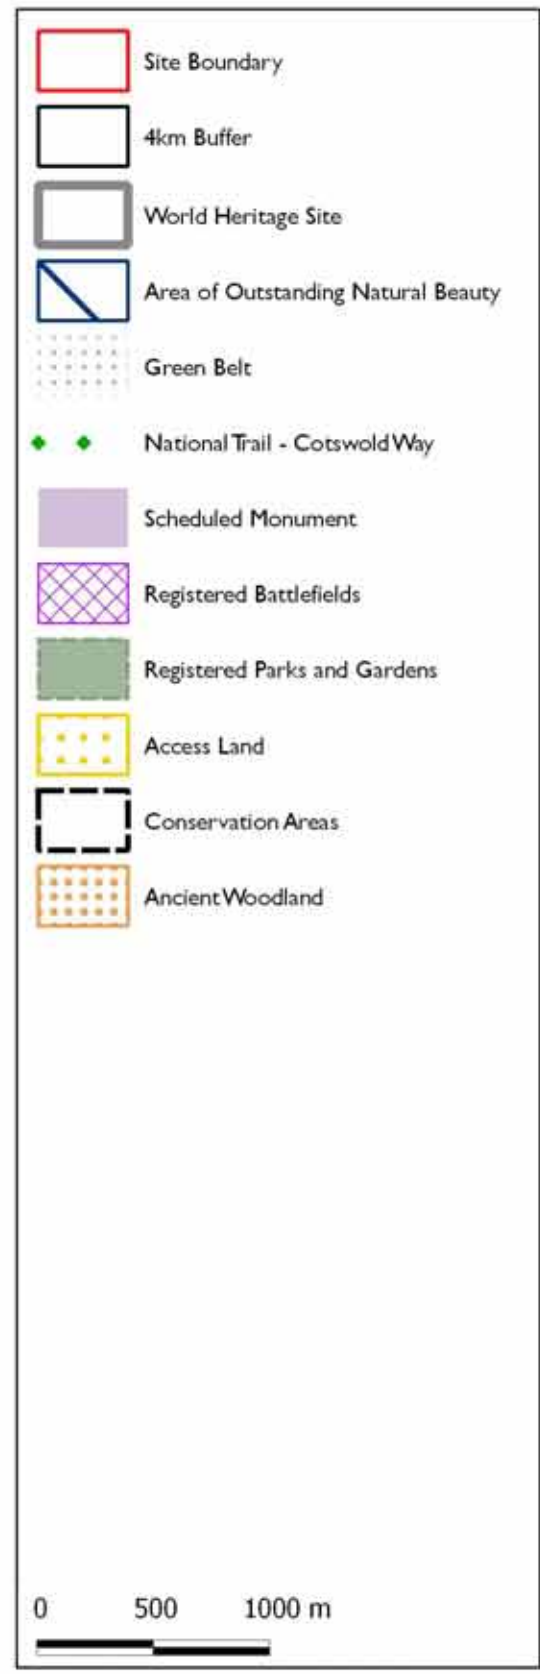 Site Boundary
4km Buffer
World Heritage Site
Area of Outstanding Natural Beauty
Green Belt
National Trail - Cotswold Way
Scheduled Monument
Registered Battlefields
Registered Parks and Gardens
Access Land
Conservation Areas
Ancient Woodland
0 500 1000 m